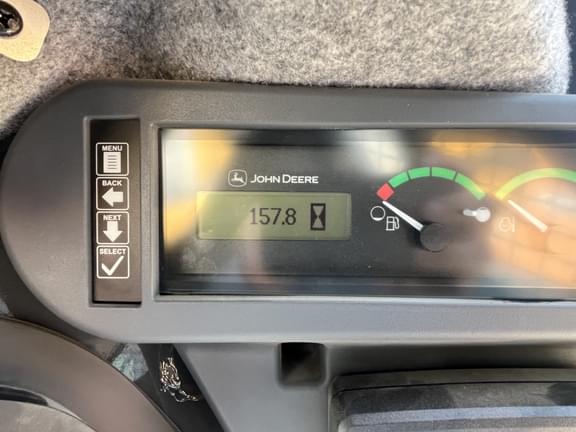 MENU
BACK
NEXT
SELECT
JOHN DEERE
157.8